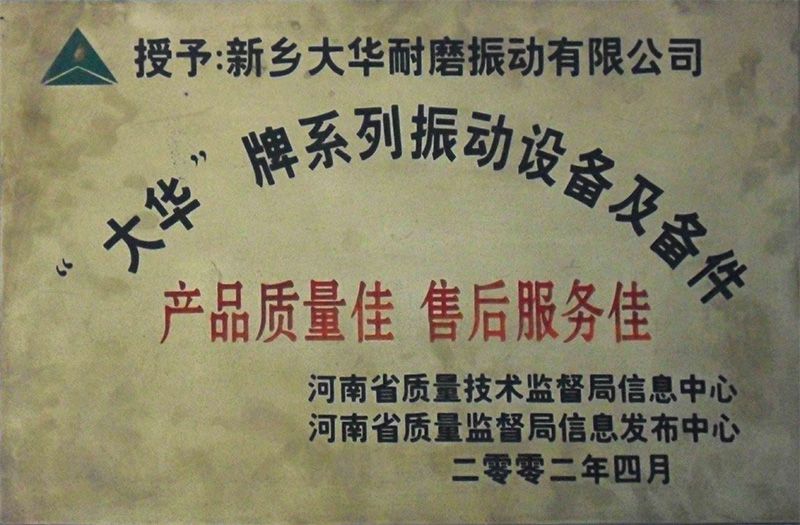 授予:新乡大华耐磨振动有限公司
“大华”牌系列振动设备及备件
产品质量佳 售后服务佳
河南省质量技术监督局信息中心
河南省质量监督局信息发布中心
二零零二年四月